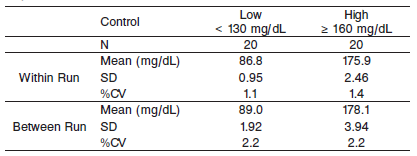 Control Low High
< 130 mg/dL ≥ 160 mg/dL
N 20 20
Mean (mg/dL) 86.8 175.9
Within Run SD 0.95 2.46
%CV 1.1 1.4
Mean (mg/dL) 89.0 178.1
Between Run SD 1.92 3.94
%CV 2.2 2.2